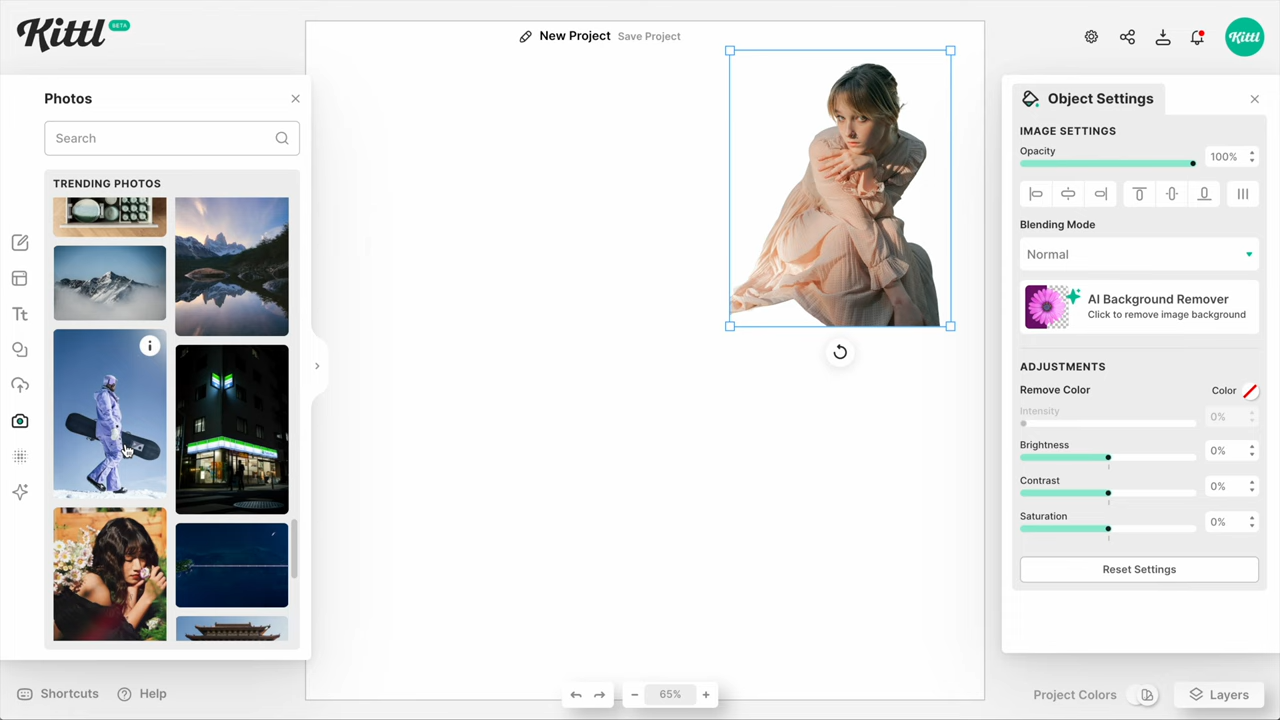 Kittl BETA
New Project Save Project
Kittl
Photos
Search
TRENDING PHOTOS
Object Settings
IMAGE SETTINGS
Opacity
100%
Blending Mode
Normal
AI Background Remover
Click to remove image background
ADJUSTMENTS
Remove Color Color
Intensity
0%
Brightness
0%
Contrast
0%
Saturation
0%
Reset Settings
Shortcuts Help
65%
Project Colors Layers